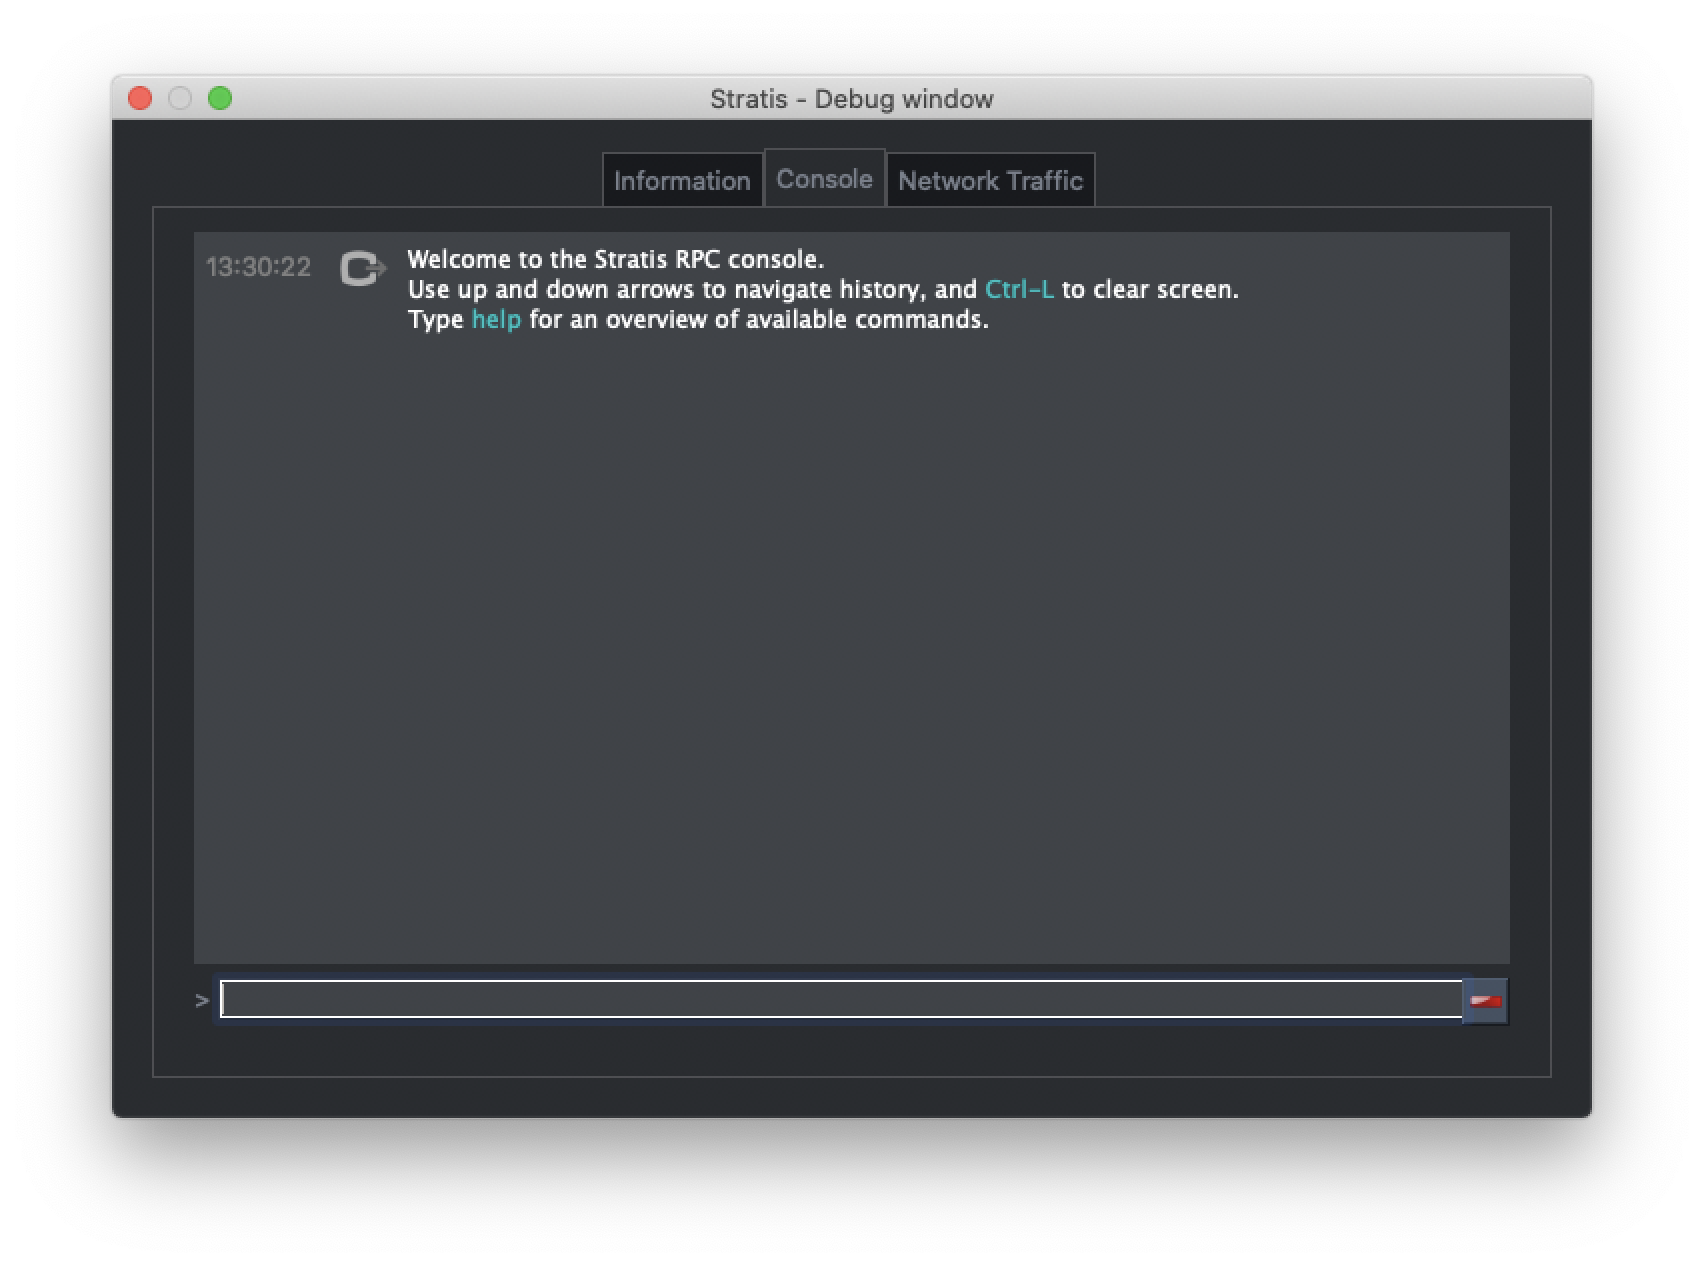 Stratis - Debug window
Information Console Network Traffic
13:30:22 Welcome to the Stratis RPC console.
Use up and down arrows to navigate history, and Ctrl-L to clear screen.
Type help for an overview of available commands.
>